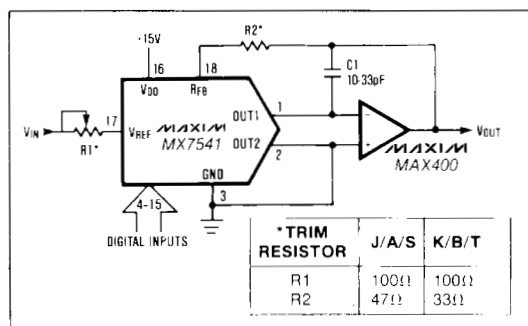 +15V
R2*
16
18
C1
10-33pF
VDD
RFB
VIN
17
VREF
MAXIM
MX7541
OUT1
1
OUT2
2
R1*
GND
3
4-15
DIGITAL INPUTS
-
+
MAXIM
MAX400
VOUT
*TRIM RESISTOR J/A/S K/B/T
R1 100Ω 100Ω
R2 47Ω 33Ω